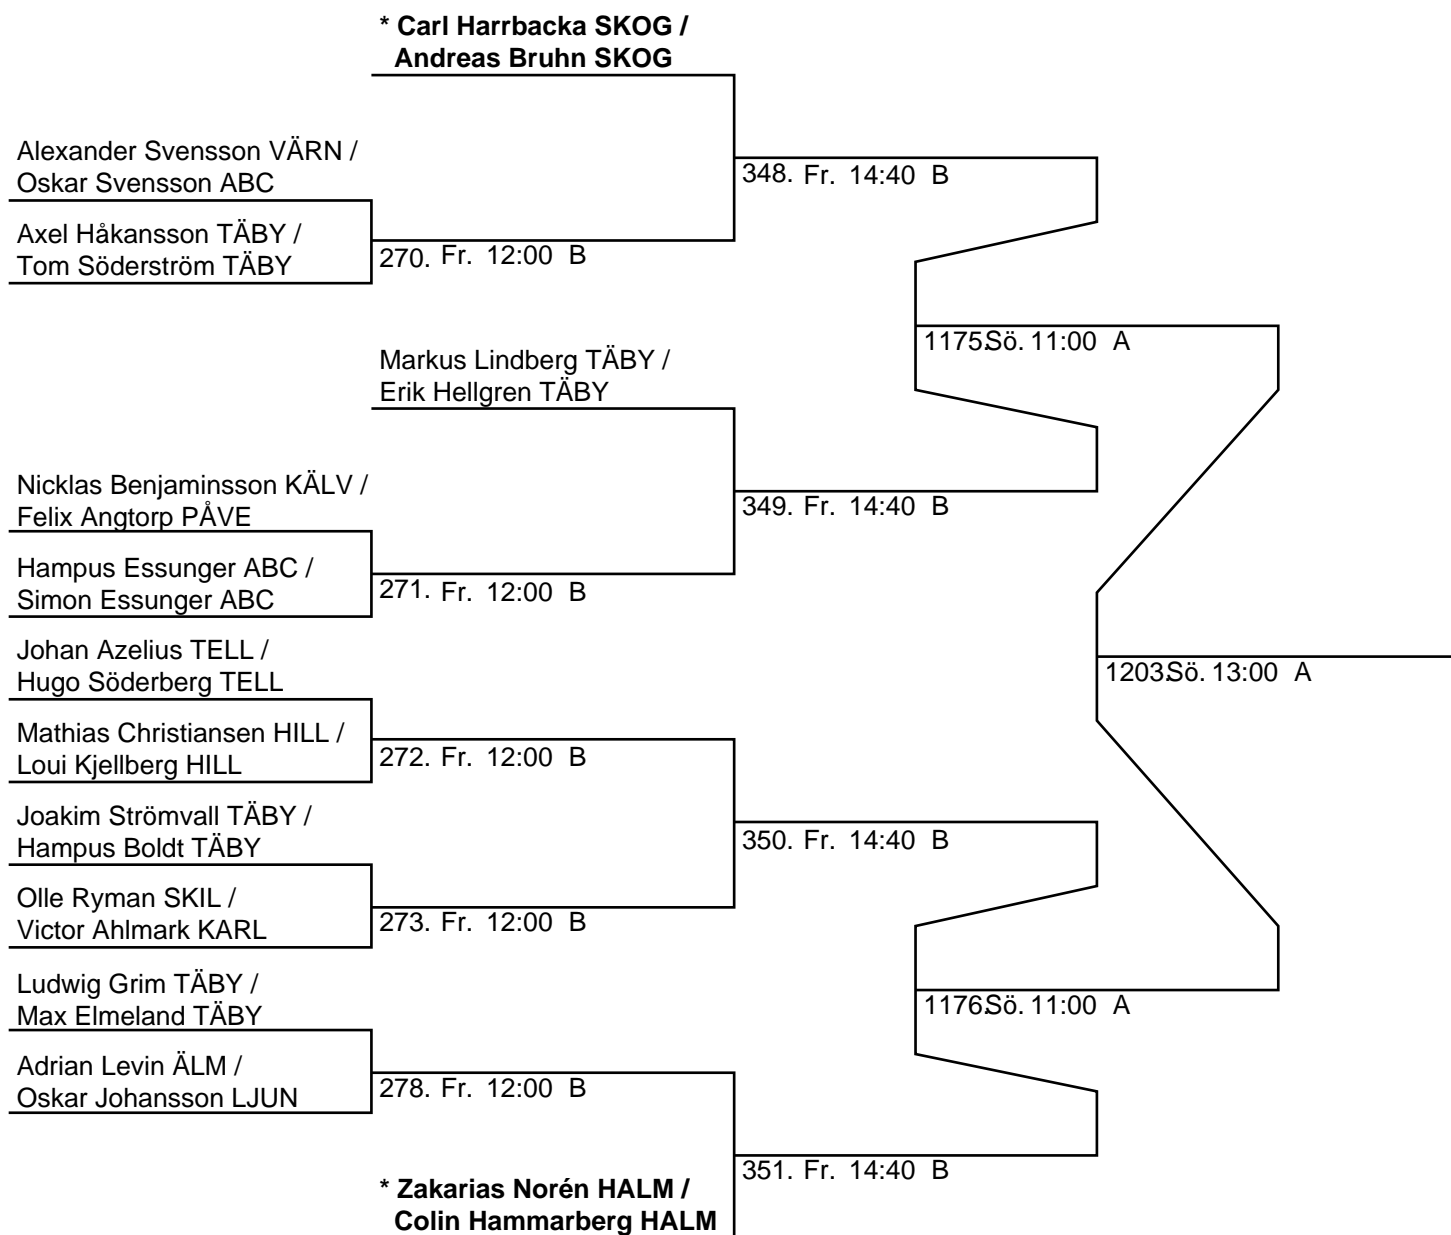 * Carl Harrbacka SKOG /
Andreas Bruhn SKOG
Alexander Svensson VÄRN /
Oskar Svensson ABC
348. Fr. 14:40 B
Axel Håkansson TÄBY /
Tom Söderström TÄBY
270. Fr. 12:00 B
1175. Sö. 11:00 A
Markus Lindberg TÄBY /
Erik Hellgren TÄBY
Nicklas Benjaminsson KÄLV /
Felix Angtorp PÅVE
349. Fr. 14:40 B
Hampus Essunger ABC /
Simon Essunger ABC
271. Fr. 12:00 B
Johan Azelius TELL /
Hugo Söderberg TELL
1203. Sö. 13:00 A
Mathias Christiansen HILL /
Loui Kjellberg HILL
272. Fr. 12:00 B
Joakim Strömvall TÄBY /
Hampus Boldt TÄBY
350. Fr. 14:40 B
Olle Ryman SKIL /
Victor Ahlmark KARL
273. Fr. 12:00 B
Ludwig Grim TÄBY /
Max Elmeland TÄBY
1176. Sö. 11:00 A
Adrian Levin ÄLM /
Oskar Johansson LJUN
278. Fr. 12:00 B
351. Fr. 14:40 B
* Zakarias Norén HALM /
Colin Hammarberg HALM